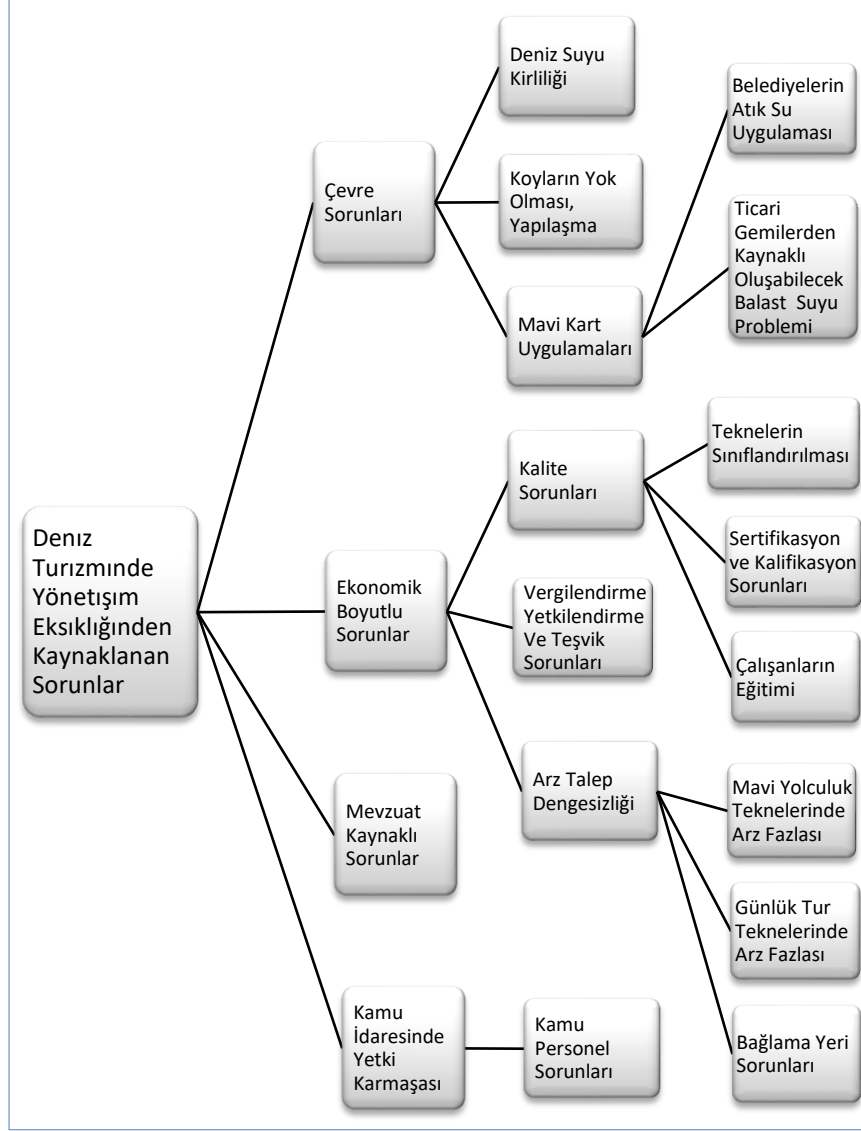 Deniz Suyu
Kirliliği
Belediyelerin
Atık Su
Uygulaması
Çevre
Sorunları
Koyların Yok
Olması,
Yapılaşma
Ticari
Gemilerden
Kaynaklı
Oluşabilecek
Balast Suyu
Problemi
Mavi Kart
Uygulamaları
Teknelerin
Sınıflandırılması
Kalite
Sorunları
Denız
Turızmınde
Yönetışım
Eksıklığınden
Kaynaklanan
Sorunlar
Sertifikasyon
ve Kalifikasyon
Sorunları
Ekonomik
Boyutlu
Sorunlar
Vergilendirme
Yetkilendirme
Ve Teşvik
Sorunları
Çalışanların
Eğitimi
Arz Talep
Dengesizliği
Mavi Yolculuk
Teknelerinde
Arz Fazlası
Mevzuat
Kaynaklı
Sorunlar
Günlük Tur
Teknelerinde
Arz Fazlası
Kamu
İdaresinde
Yetki
Karmaşası
Kamu
Personel
Sorunları
Bağlama Yeri
Sorunları